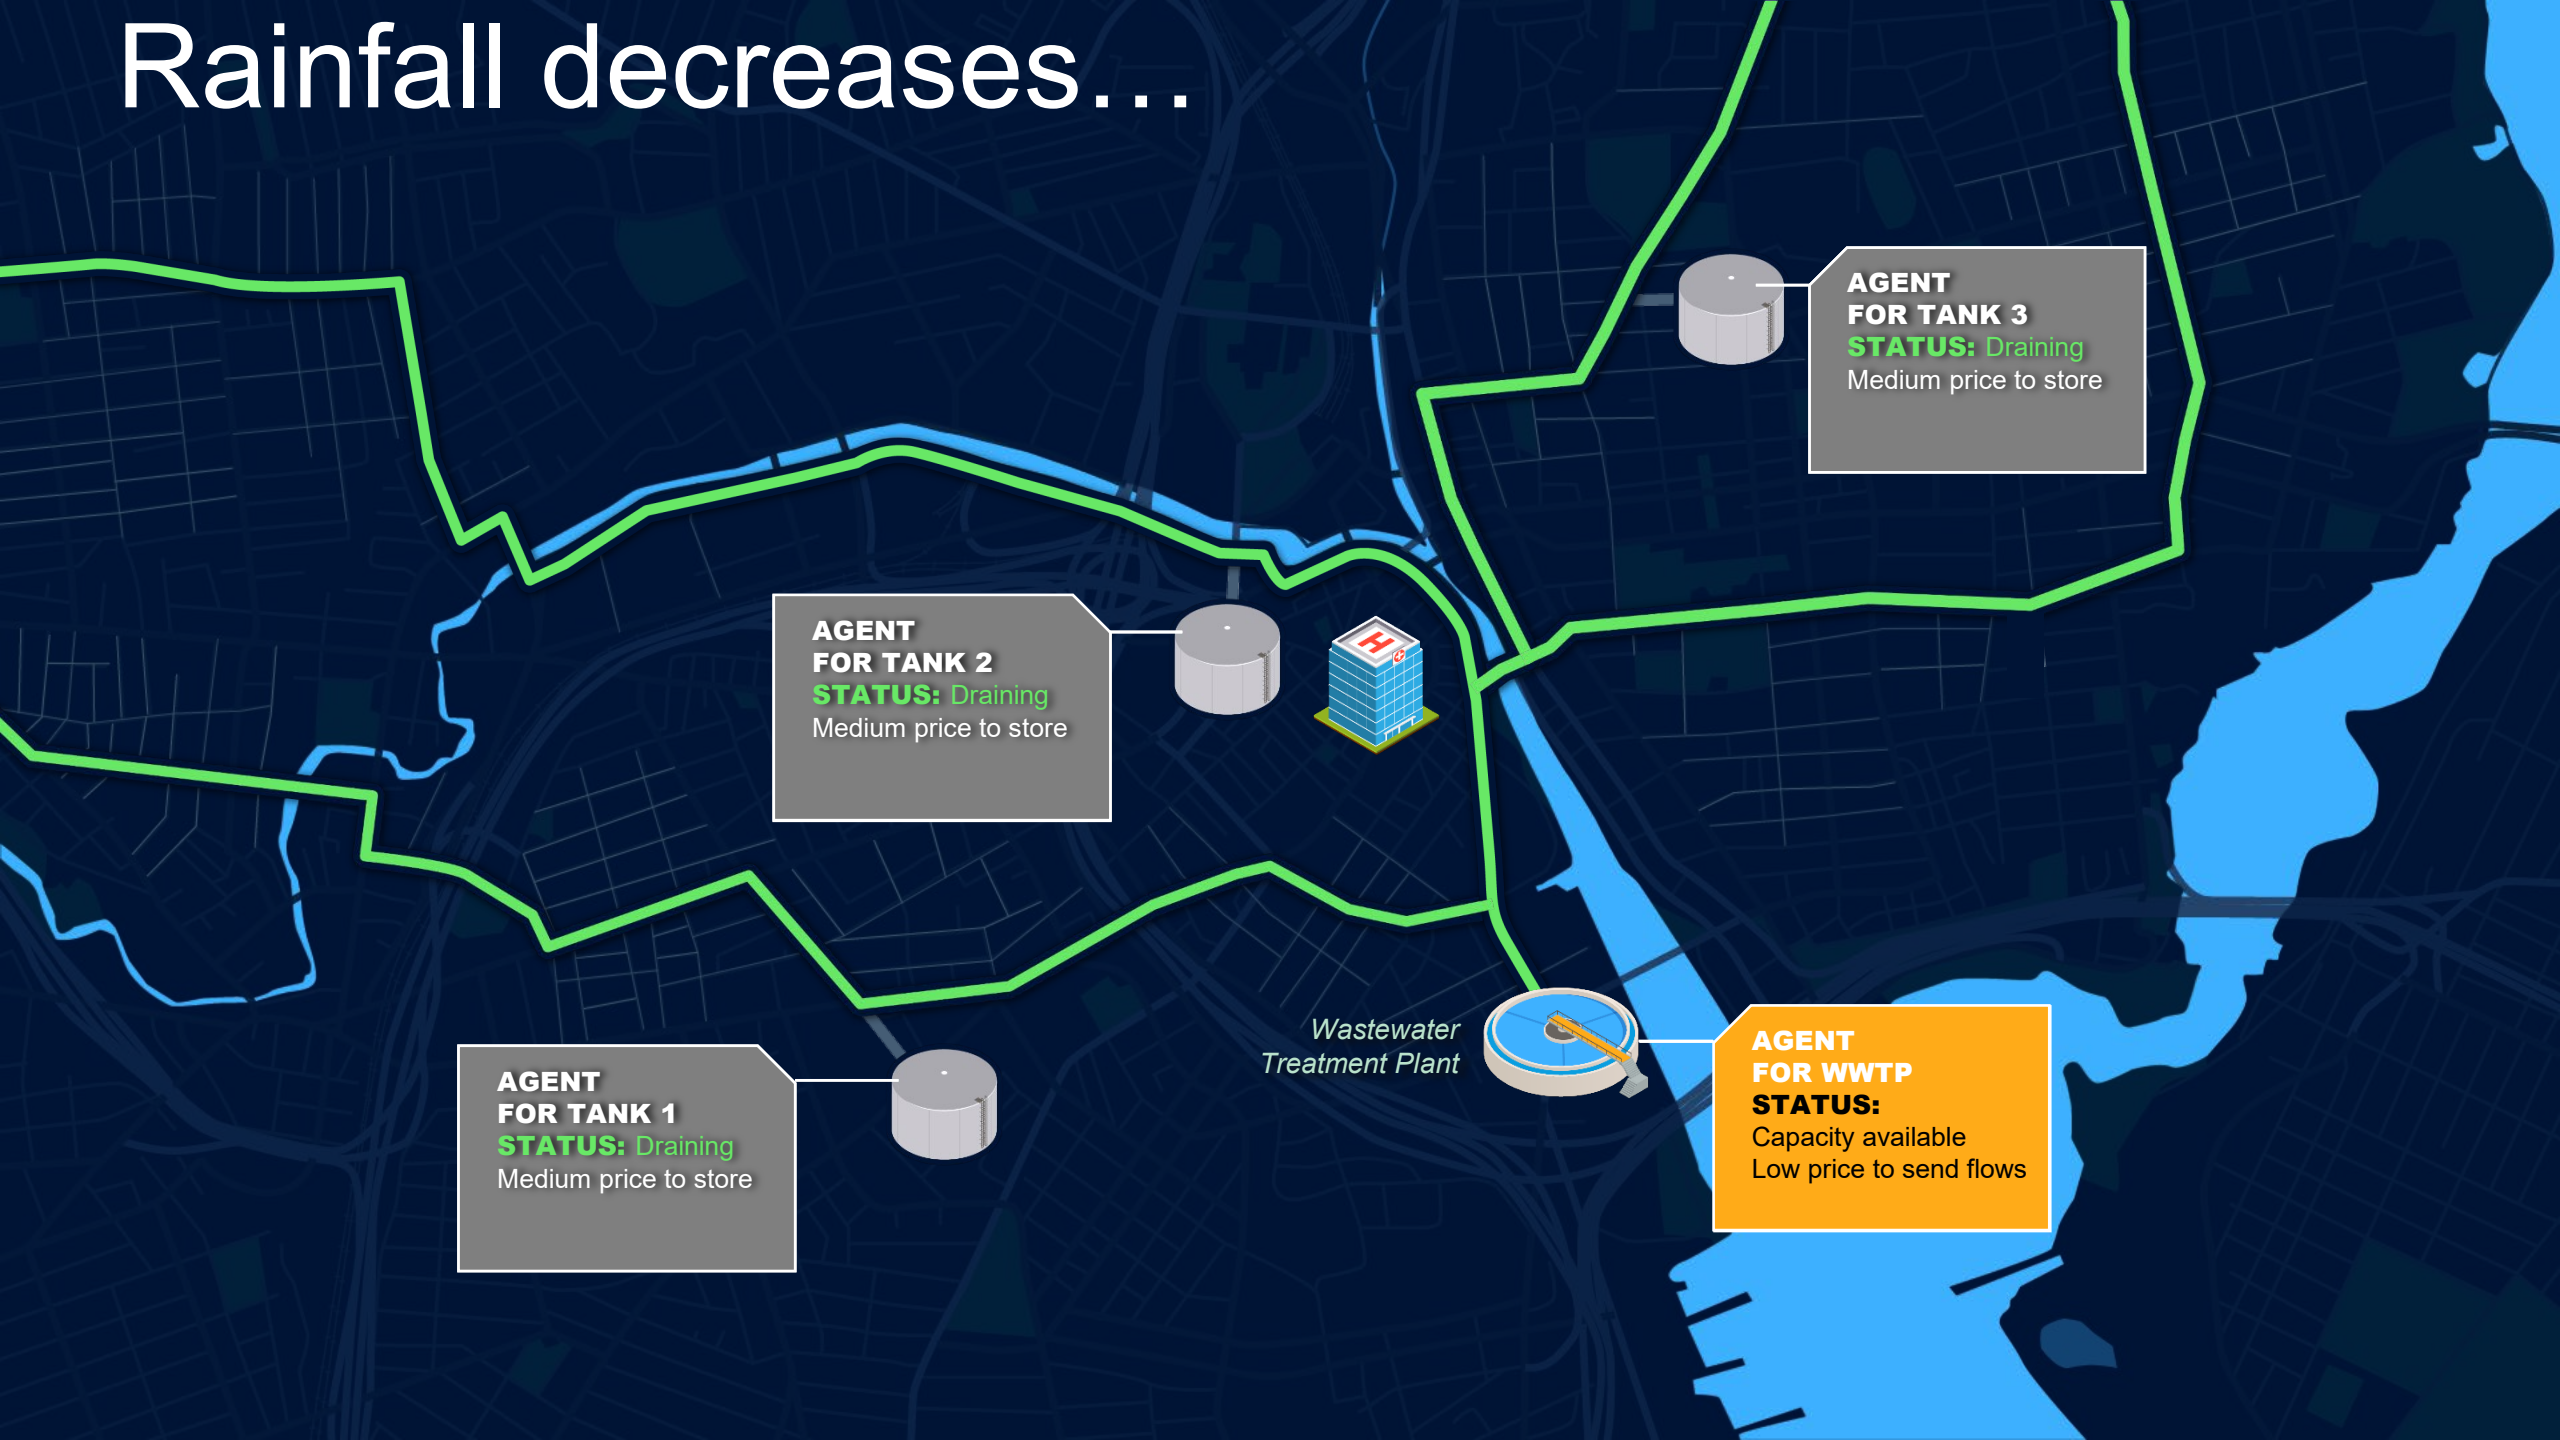 Rainfall decreases…
AGENT
FOR TANK 3
STATUS: Draining
Medium price to store
AGENT
FOR TANK 2
STATUS: Draining
Medium price to store
H
Wastewater
Treatment Plant
AGENT
FOR WWTP
STATUS:
Capacity available
Low price to send flows
AGENT
FOR TANK 1
STATUS: Draining
Medium price to store